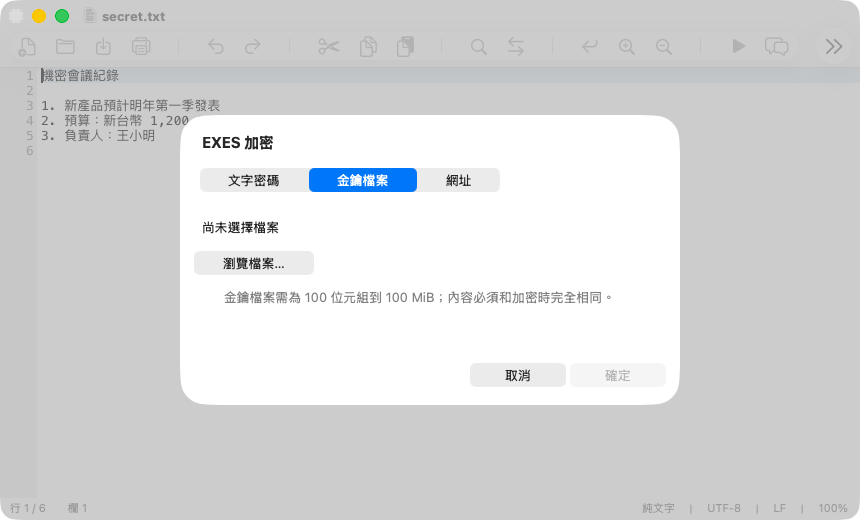 secret.txt
1 機密會議紀錄
2
3 1. 新產品預計明年第一季發表
4 2. 預算：新台幣 1,200
5 3. 負責人：王小明
6
EXES 加密
文字密碼 金鑰檔案 網址
尚未選擇檔案
瀏覽檔案...
金鑰檔案需為 100 位元組到 100 MiB；內容必須和加密時完全相同。
取消 確定
行 1 / 6 欄 1 純文字 | UTF-8 | LF | 100%